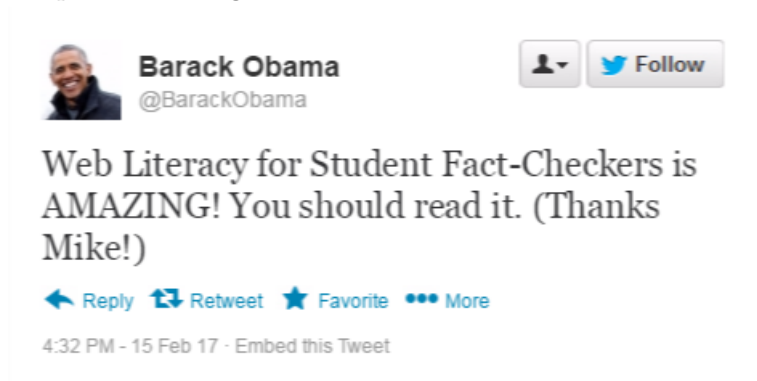 Barack Obama
Follow
@BarackObama
Web Literacy for Student Fact-Checkers is
AMAZING! You should read it. (Thanks
Mike!)
Reply Retweet Favorite More
4:32 PM - 15 Feb 17 · Embed this Tweet